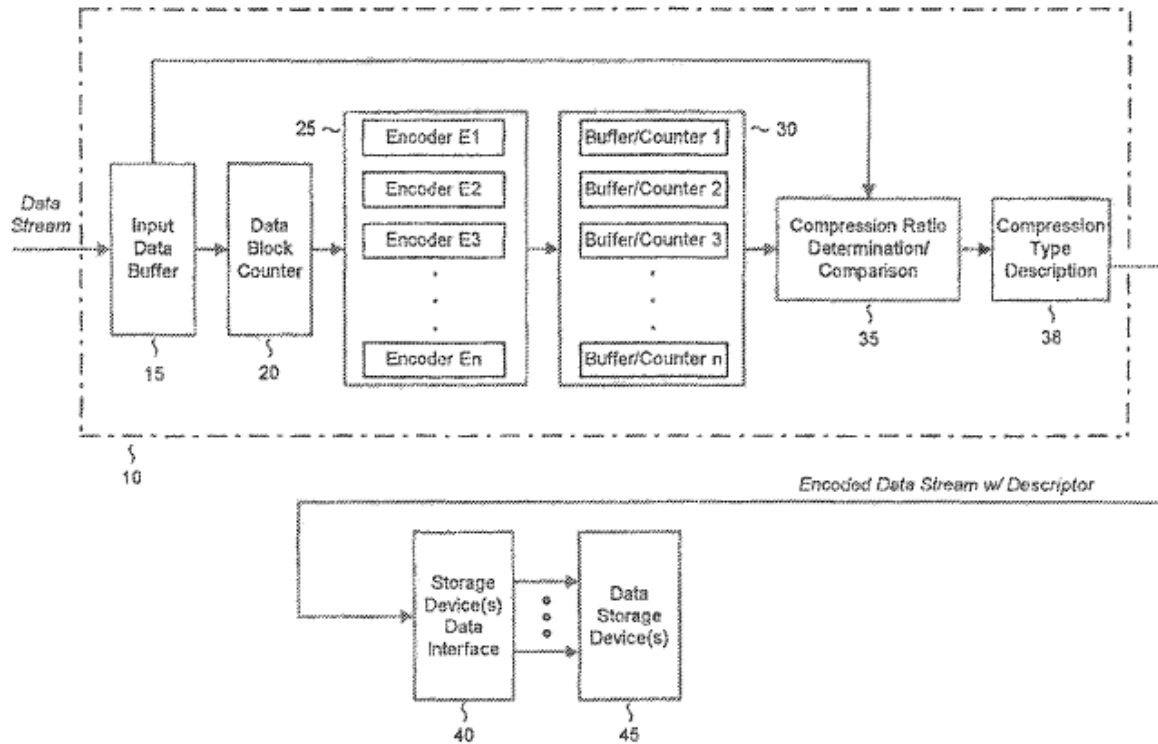 25
30
Encoder E1
Buffer/Counter 1
Data
Stream
Input
Data
Buffer
Data
Block
Counter
Encoder E2
Buffer/Counter 2
Encoder E3
Buffer/Counter 3
Compression Ratio
Determination/
Comparison
Compression
Type
Description
Encoder En
Buffer/Counter n
15
20
35
38
10
Encoded Data Stream w/ Descriptor
Storage
Device(s)
Data
Interface
Data
Storage
Device(s)
40
45